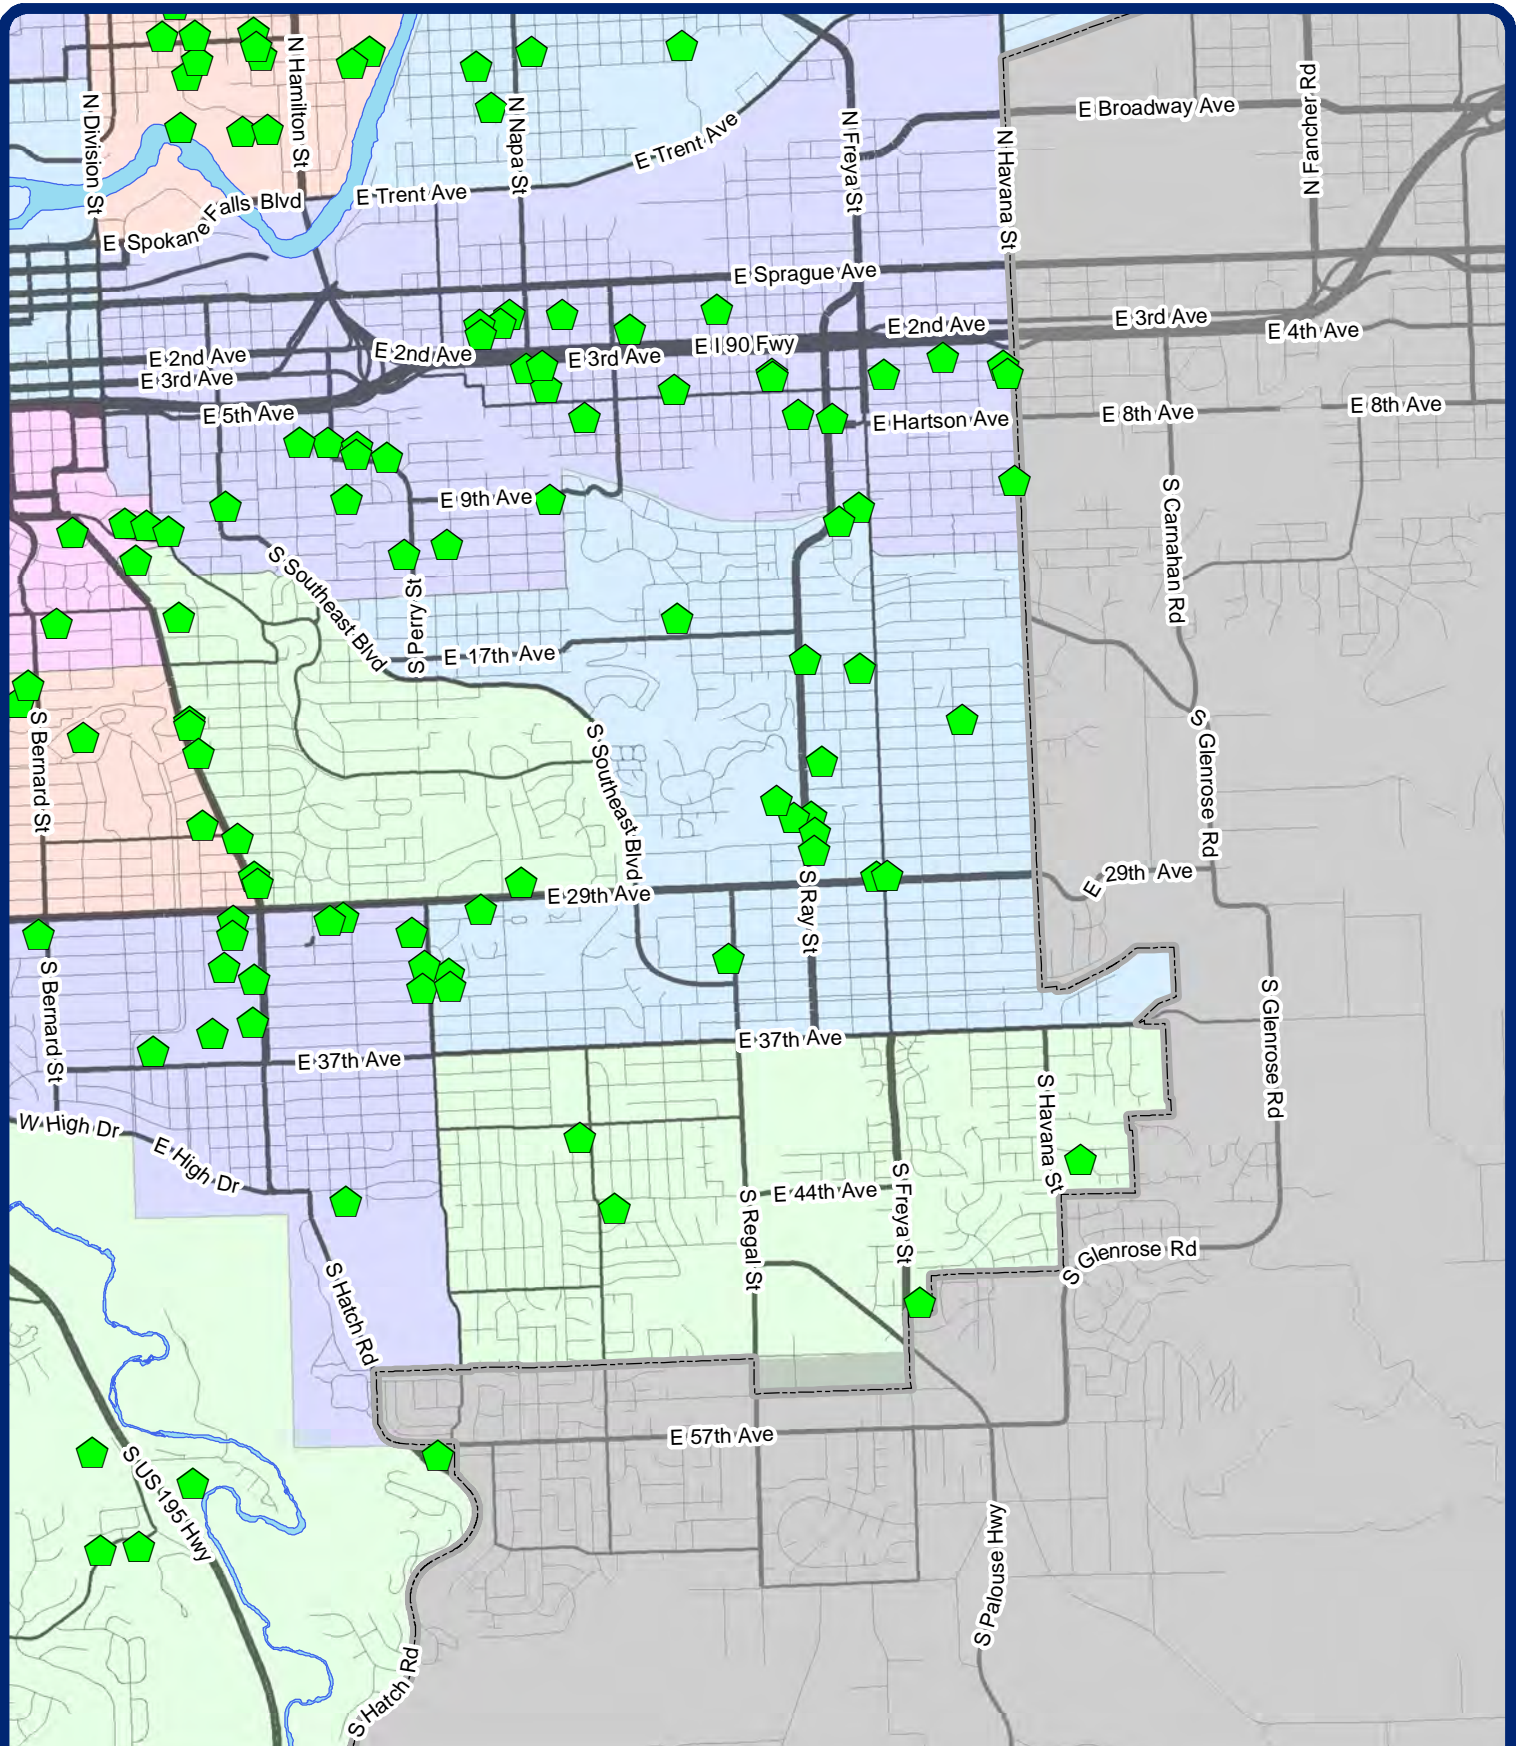 N Division St
N Hamilton St
N Napa St
E Trent Ave
N Freya St
N Havana St
E Broadway Ave
N Fancher Rd
E Spokane Falls Blvd
E Trent Ave
E Sprague Ave
E 2nd Ave
E 3rd Ave
E 2nd Ave
E 3rd Ave
E I 90 Fwy
E 2nd Ave
E 3rd Ave
E 4th Ave
E 5th Ave
E Hartson Ave
E 8th Ave
E 8th Ave
E 9th Ave
S Carnahan Rd
S Southeast Blvd
S Perry St
E 17th Ave
S Bernard St
S Southeast Blvd
S Glenrose Rd
E 29th Ave
S Ray St
E 29th Ave
S Bernard St
S Glenrose Rd
E 37th Ave
E 37th Ave
W High Dr
E High Dr
S Havana St
S Regal St
E 44th Ave
S Freya St
S Glenrose Rd
S Hatch Rd
E 57th Ave
S US 195 Hwy
S Palouse Hwy
S Hatch Rd